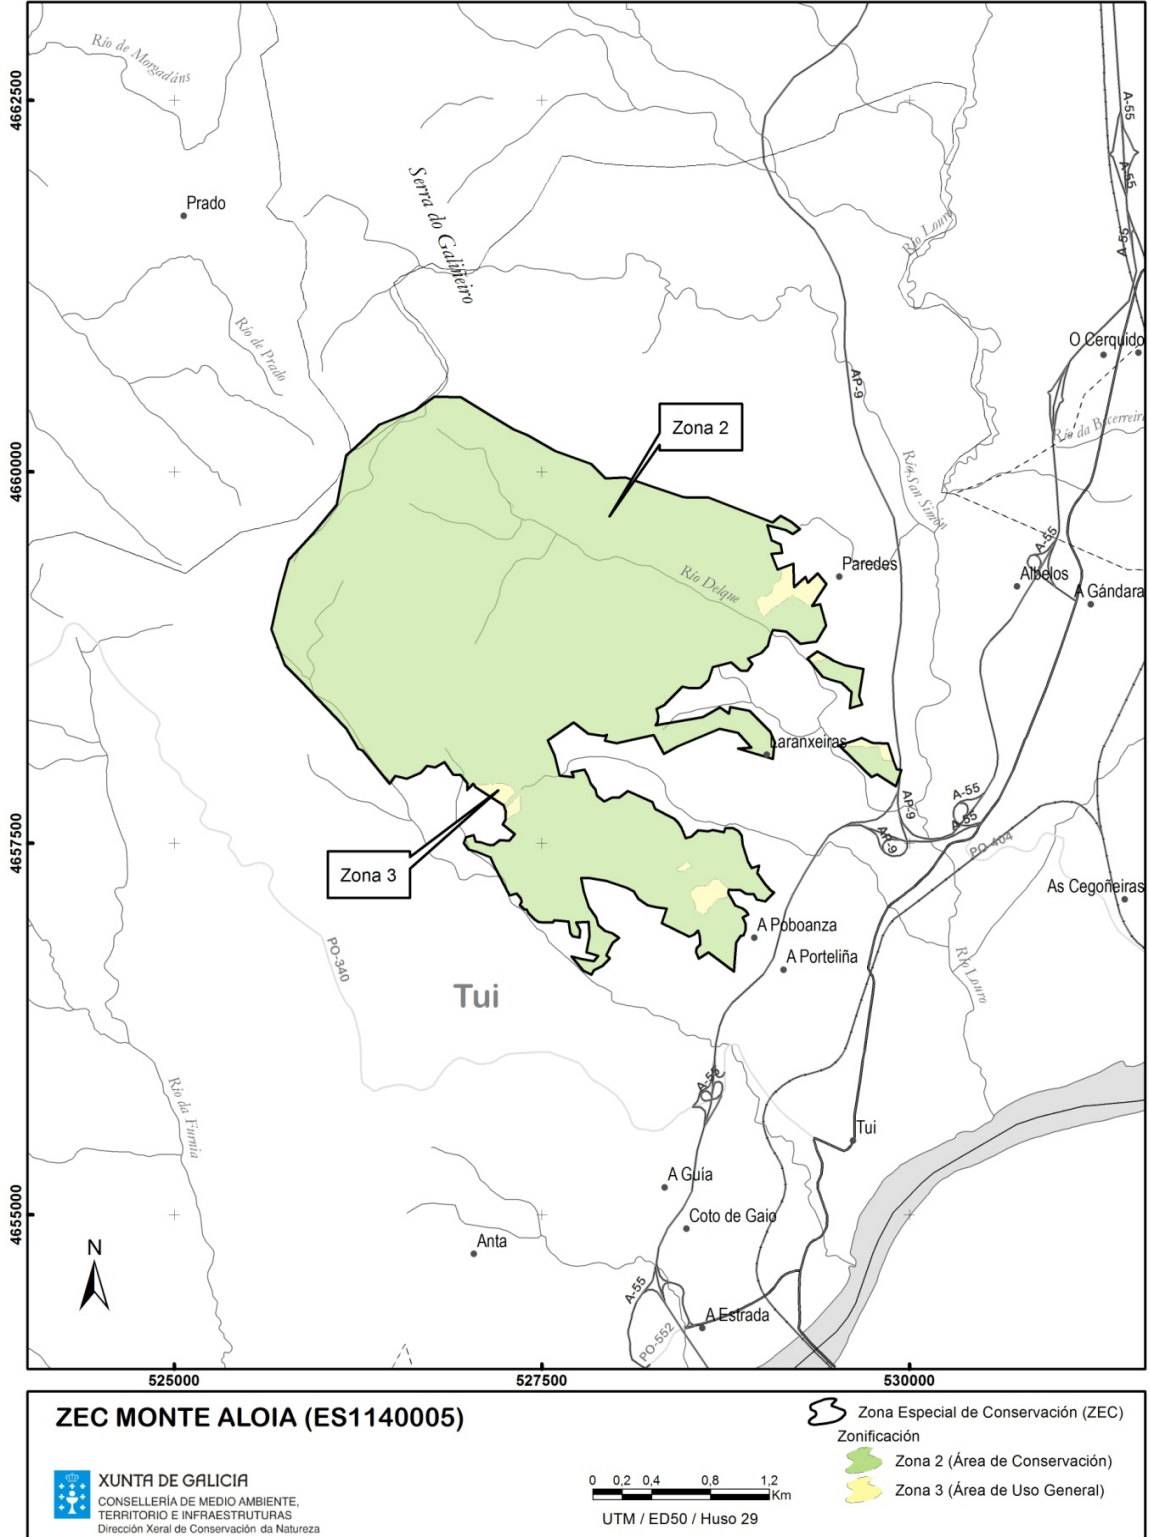 4662500
4660000
4657500
4655000
525000
527500
530000
Río de Morgadáns
Prado
Serra do Galiñeiro
Río de Prado
Río Louro
A-55
A-55
A-55
O Cerquido
AP-9
Zona 2
Río da Bacerreira
Río San Simón
A-55
Paredes
Albelos
A Gándara
Río Delque
Laranxeiras
A-55
AP-9
A-55
AP-9
PO-404
Zona 3
As Cegoñeiras
A Poboanza
A Porteliña
PO-340
Río Louro
Tui
A-55
Río da Furnia
Tui
A Guía
Coto de Gaio
Anta
N
A-55
A Estrada
PO-552
ZEC MONTE ALOIA (ES1140005)
XUNTA DE GALICIA
CONSELLERÍA DE MEDIO AMBIENTE,
TERRITORIO E INFRAESTRUTURAS
Dirección Xeral de Conservación da Natureza
0 0,2 0,4 0,8 1,2
Km
UTM / ED50 / Huso 29
Zona Especial de Conservación (ZEC)
Zonificación
Zona 2 (Área de Conservación)
Zona 3 (Área de Uso General)